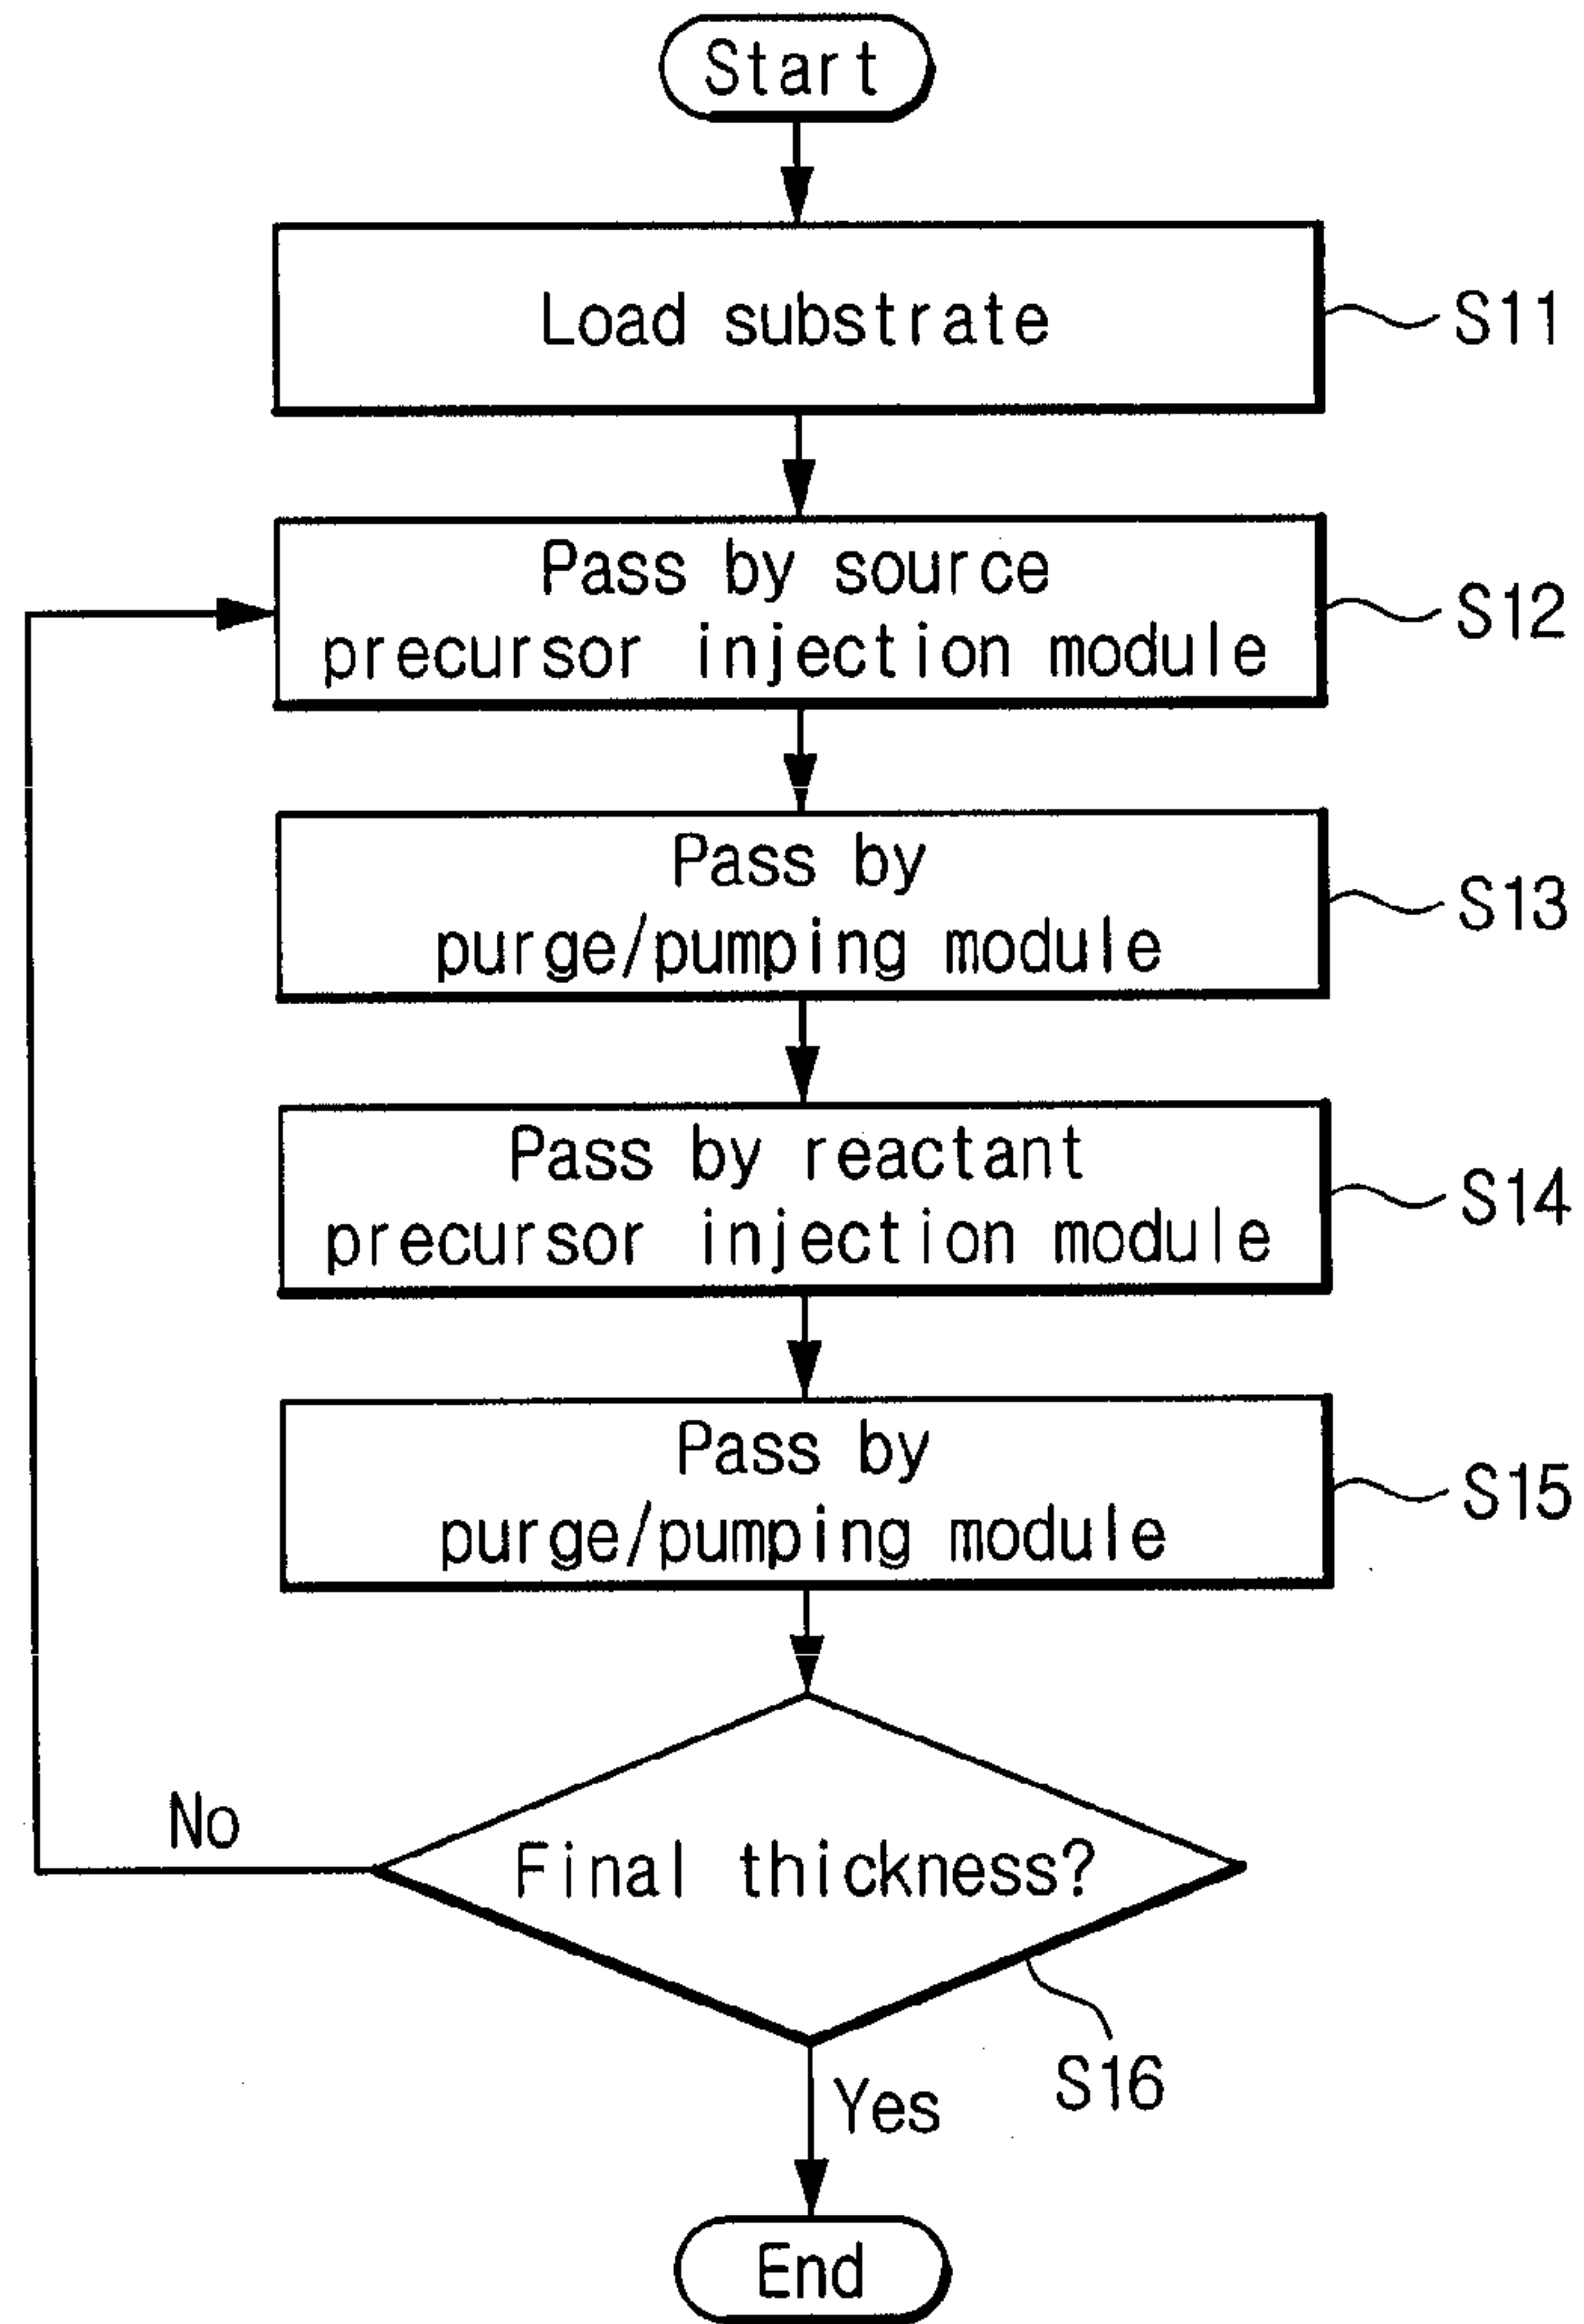 Start
Load substrate
S11
Pass by source
precursor injection module
S12
Pass by
purge/pumping module
S13
Pass by reactant
precursor injection module
S14
Pass by
purge/pumping module
S15
No
Final thickness?
S16
Yes
End